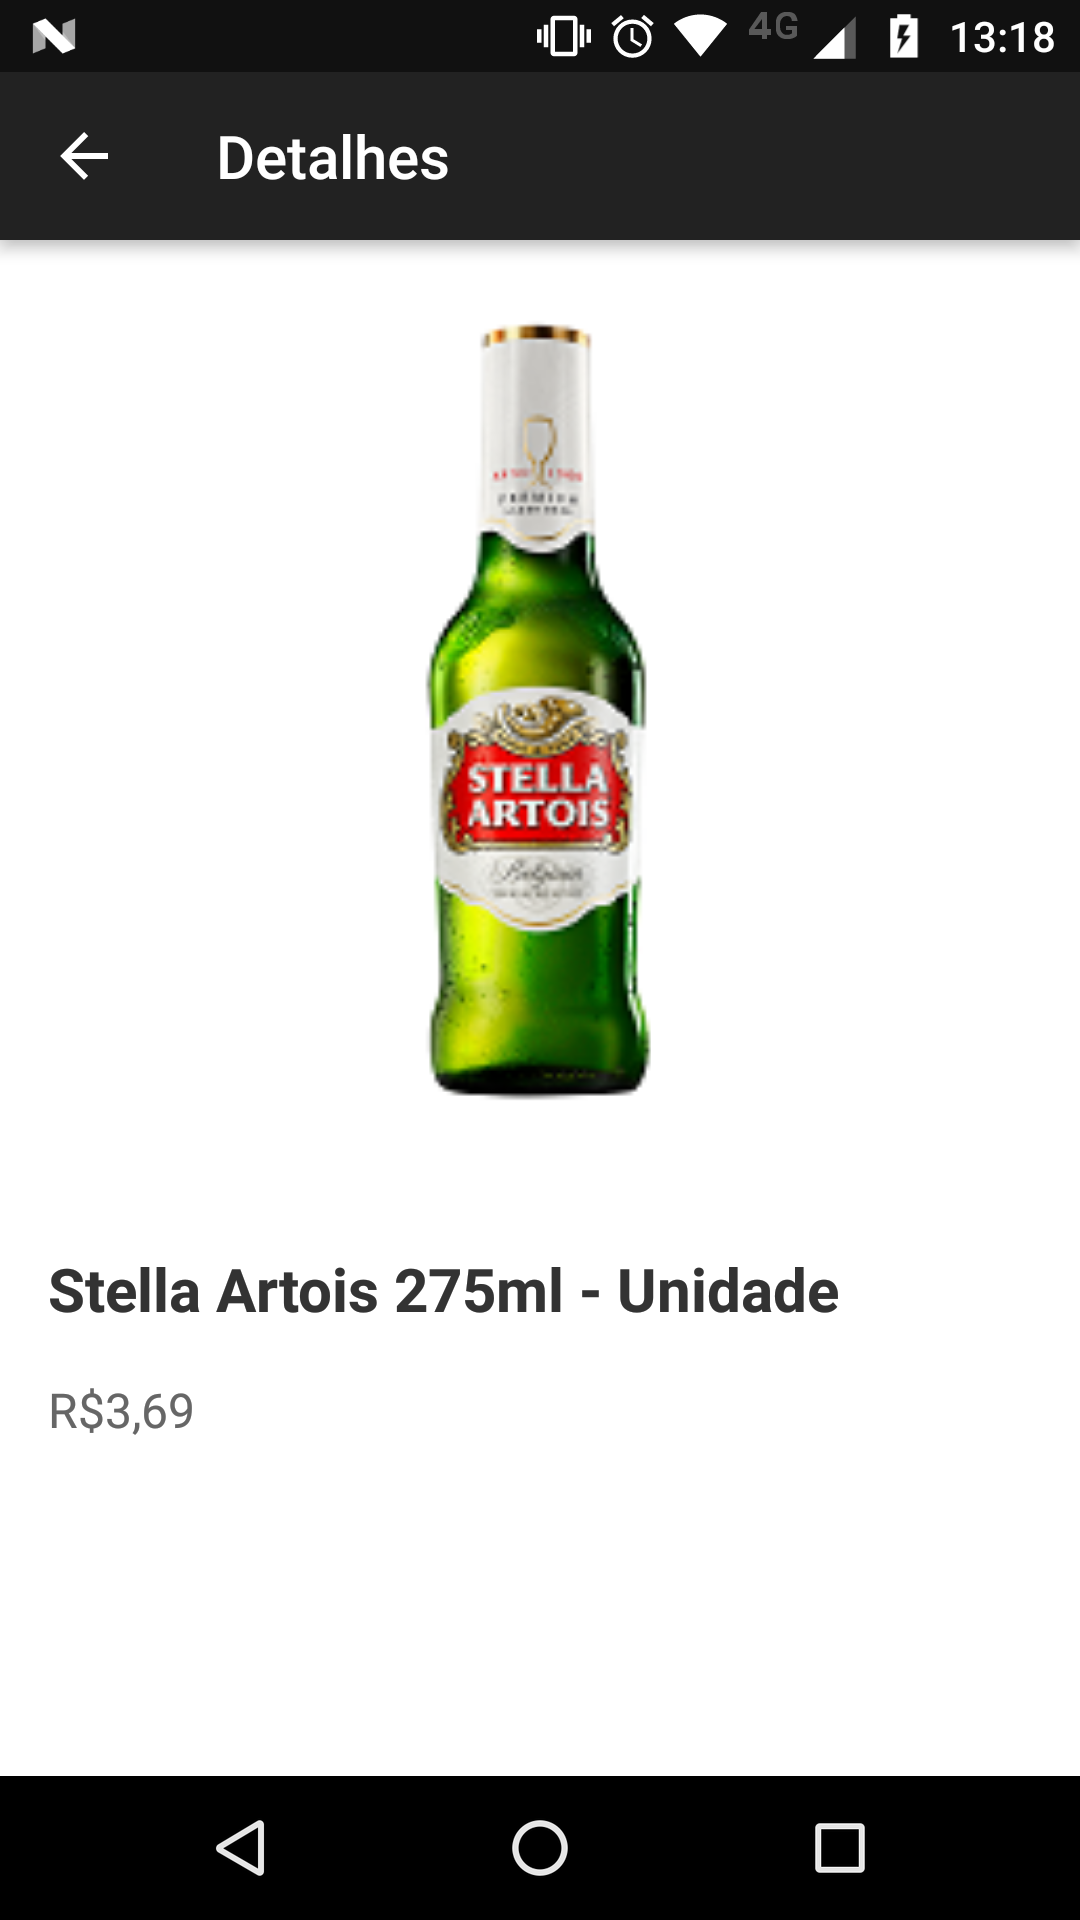 4G 13:18
Detalhes
STELLA
ARTOIS
Stella Artois 275ml - Unidade
R$3,69